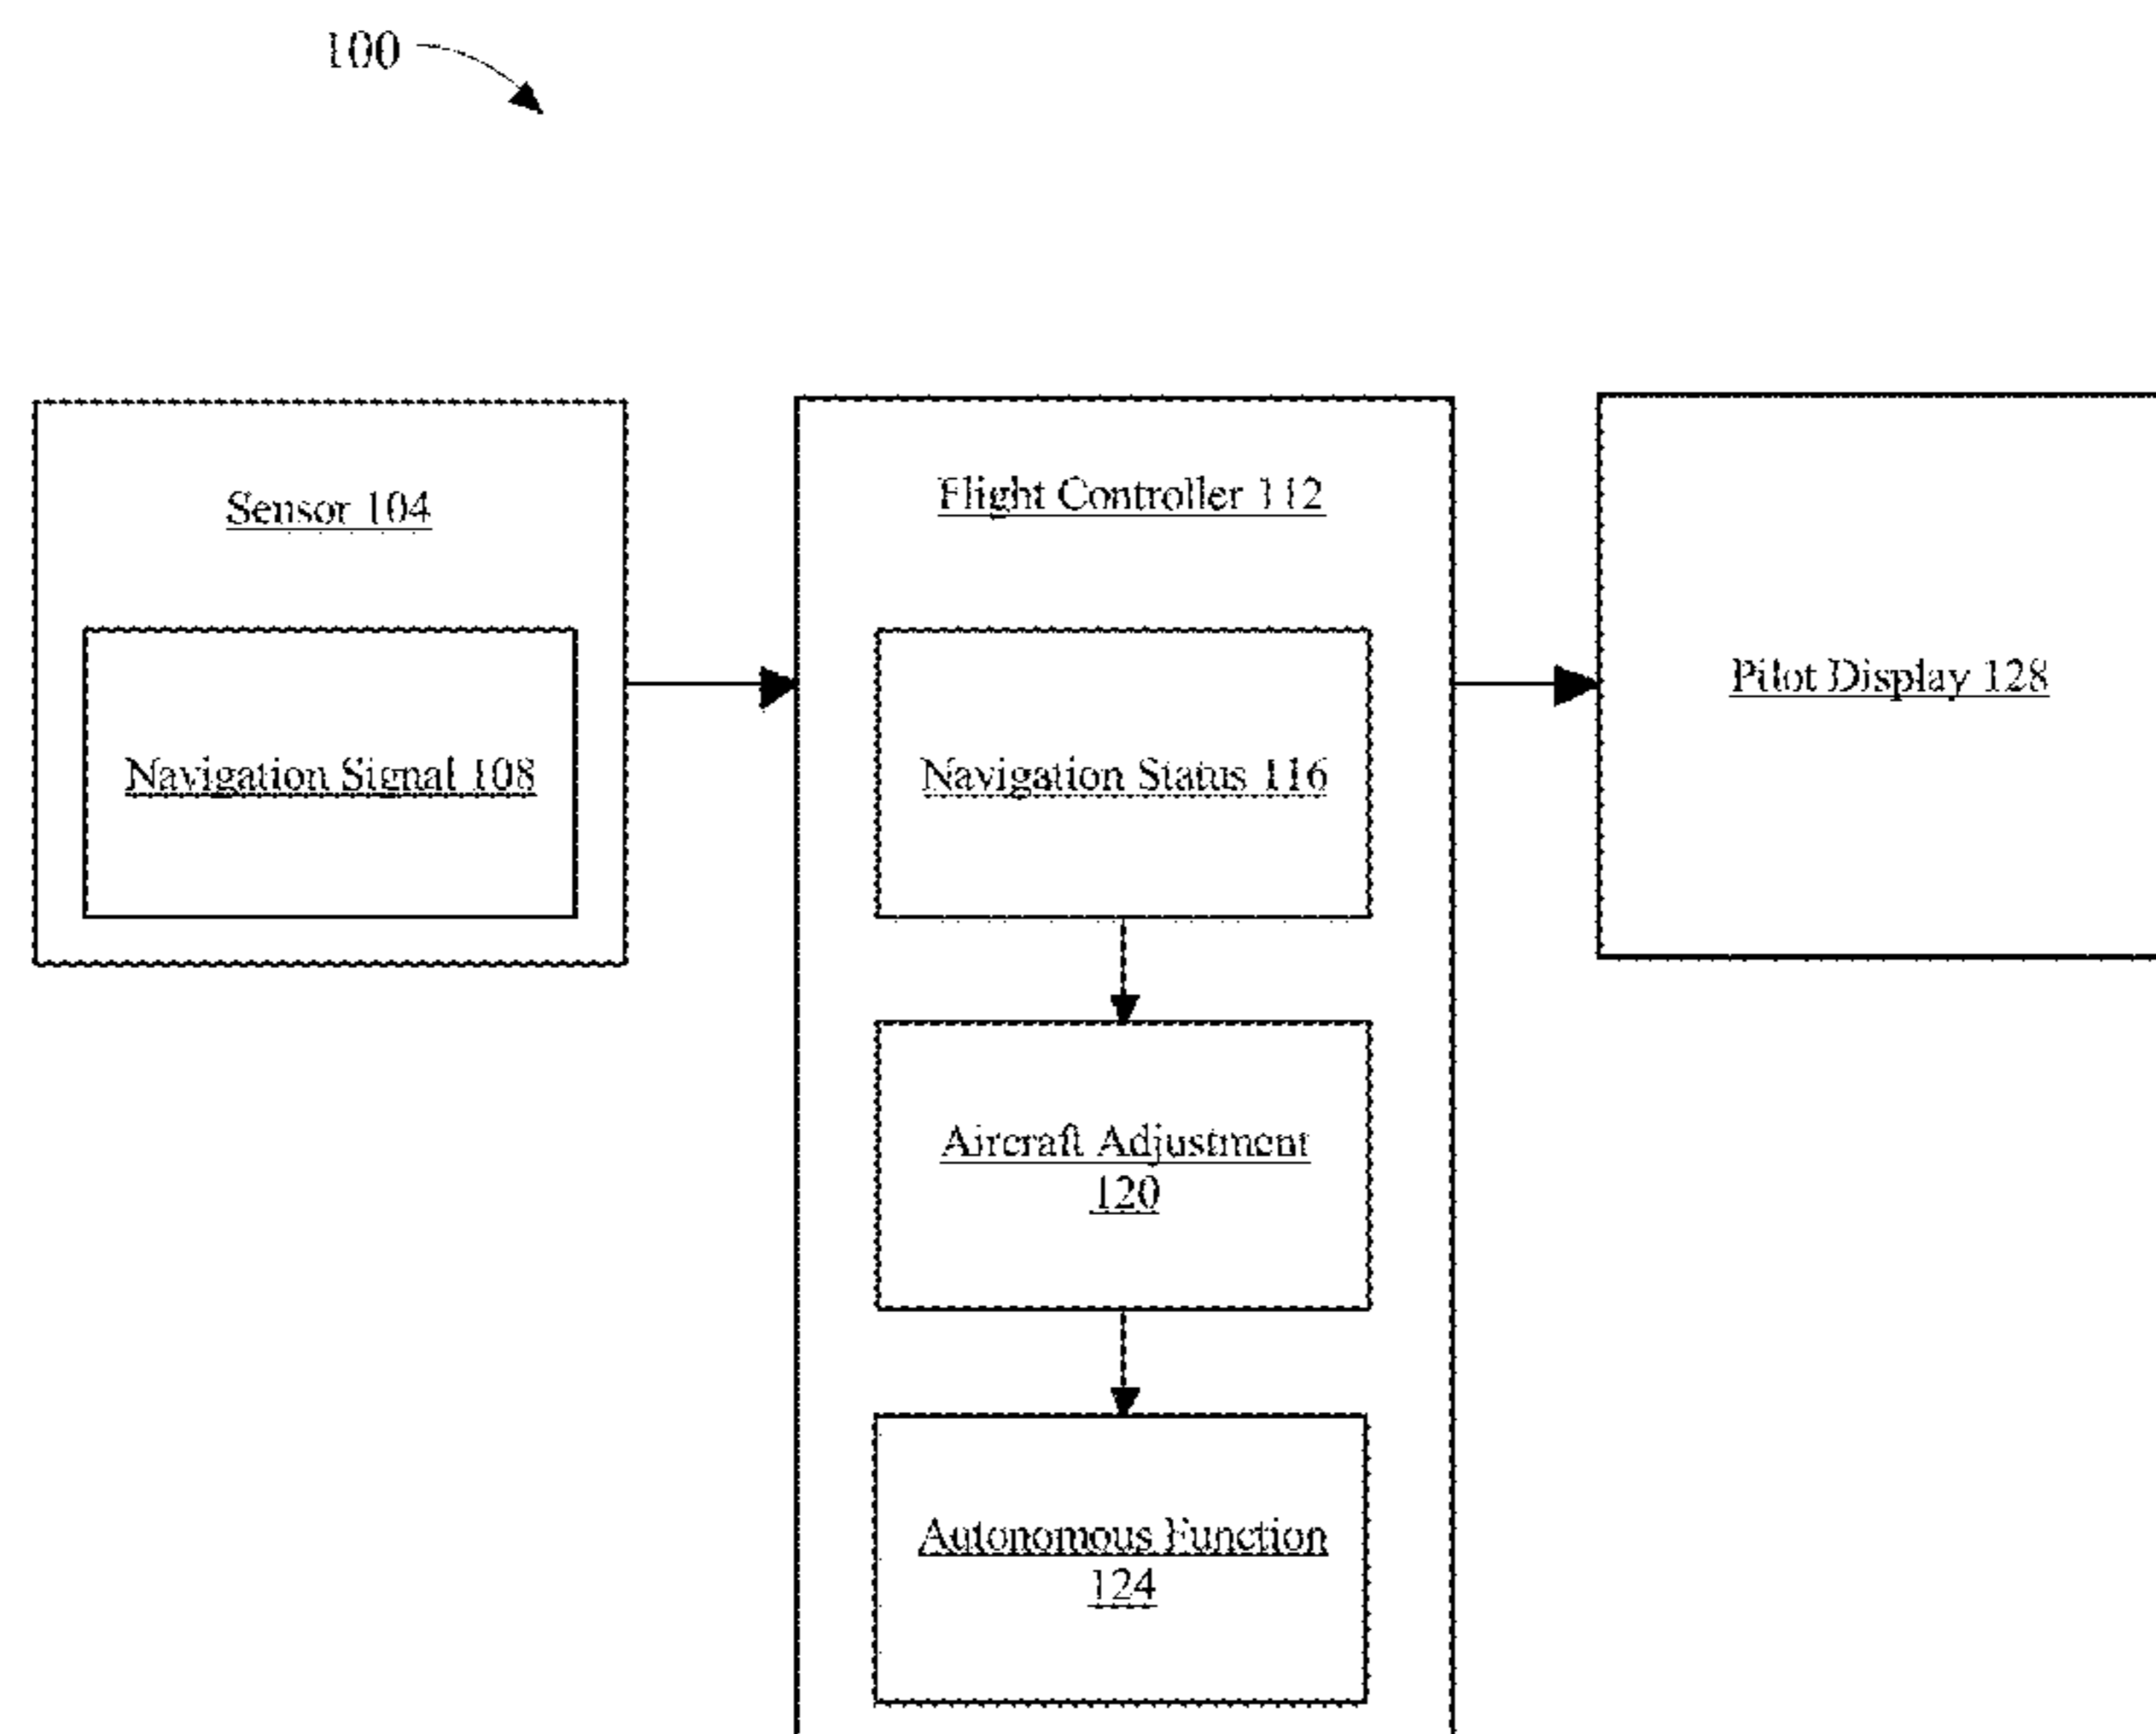 100
Sensor 104
Navigation Signal 108
Flight Controller 112
Navigation Status 116
Aircraft Adjustment
120
Autonomous Function
124
Pilot Display 128